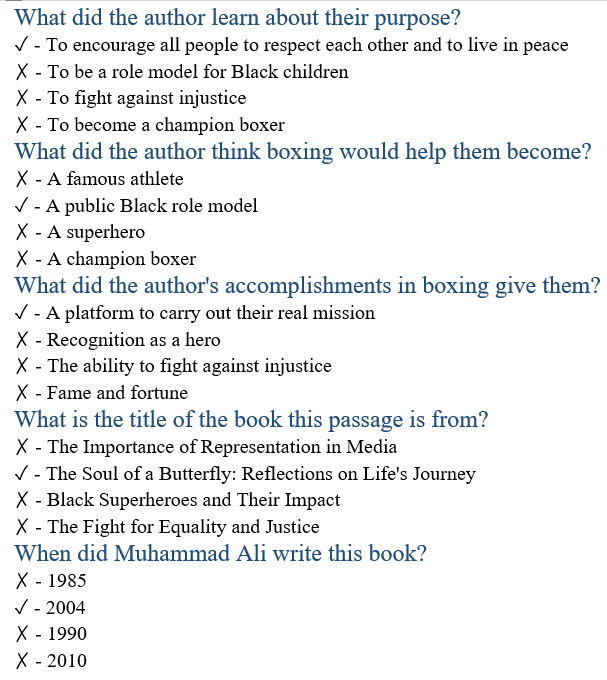 What did the author learn about their purpose?
✓ - To encourage all people to respect each other and to live in peace
✗ - To be a role model for Black children
✗ - To fight against injustice
✗ - To become a champion boxer
What did the author think boxing would help them become?
✗ - A famous athlete
✓ - A public Black role model
✗ - A superhero
✗ - A champion boxer
What did the author's accomplishments in boxing give them?
✓ - A platform to carry out their real mission
✗ - Recognition as a hero
✗ - The ability to fight against injustice
✗ - Fame and fortune
What is the title of the book this passage is from?
✗ - The Importance of Representation in Media
✓ - The Soul of a Butterfly: Reflections on Life's Journey
✗ - Black Superheroes and Their Impact
✗ - The Fight for Equality and Justice
When did Muhammad Ali write this book?
✗ - 1985
✓ - 2004
✗ - 1990
✗ - 2010